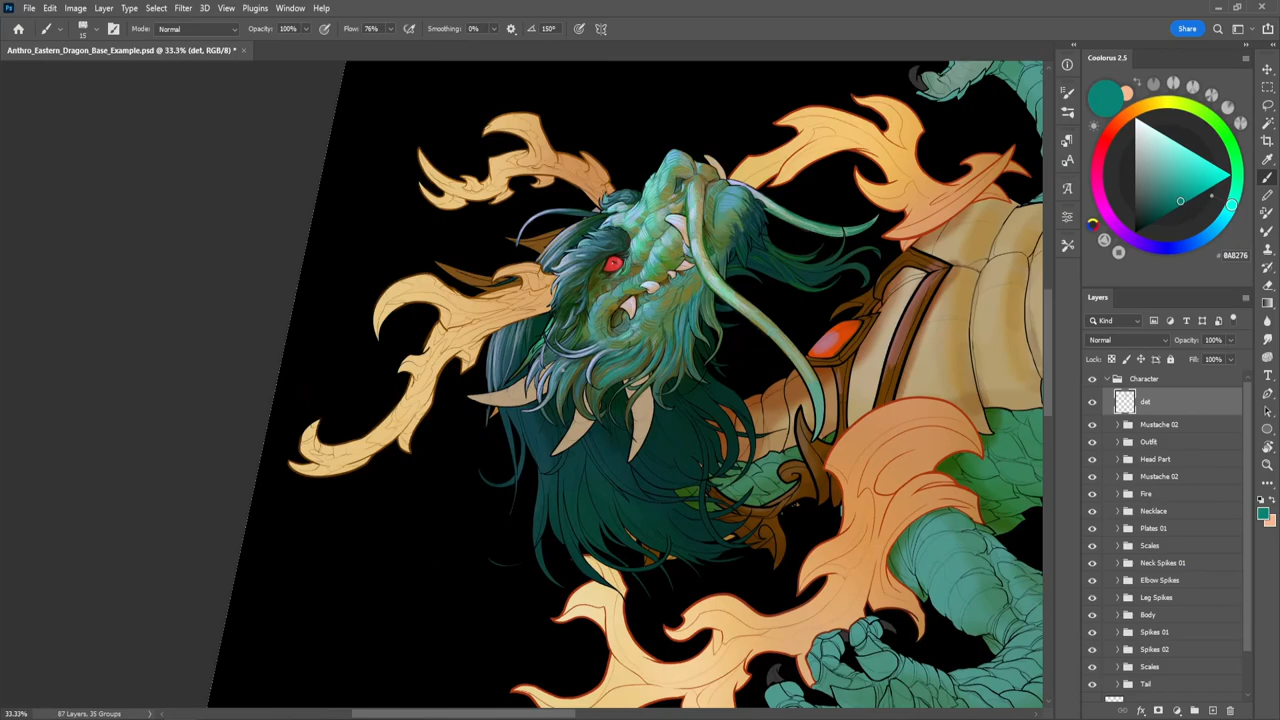 Ps File Edit Image Layer Type Select Filter 3D View Plugins Window Help
15 Mode: Normal Opacity: 100% Flow: 76% Smoothing: 0% 150° Share
Anthro_Eastern_Dragon_Base_Example.psd @ 33.3% (det, RGB/8) * ×
Coolorus 2.5
# 0A8276
Layers
Kind
Normal Opacity: 100%
Lock: Fill: 100%
Character
det
Mustache 02
Outfit
Head Part
Mustache 02
Fire
Necklace
Plates 01
Scales
Neck Spikes 01
Elbow Spikes
Leg Spikes
Body
Spikes 01
Spikes 02
Scales
Tail
33.33% 87 Layers, 35 Groups